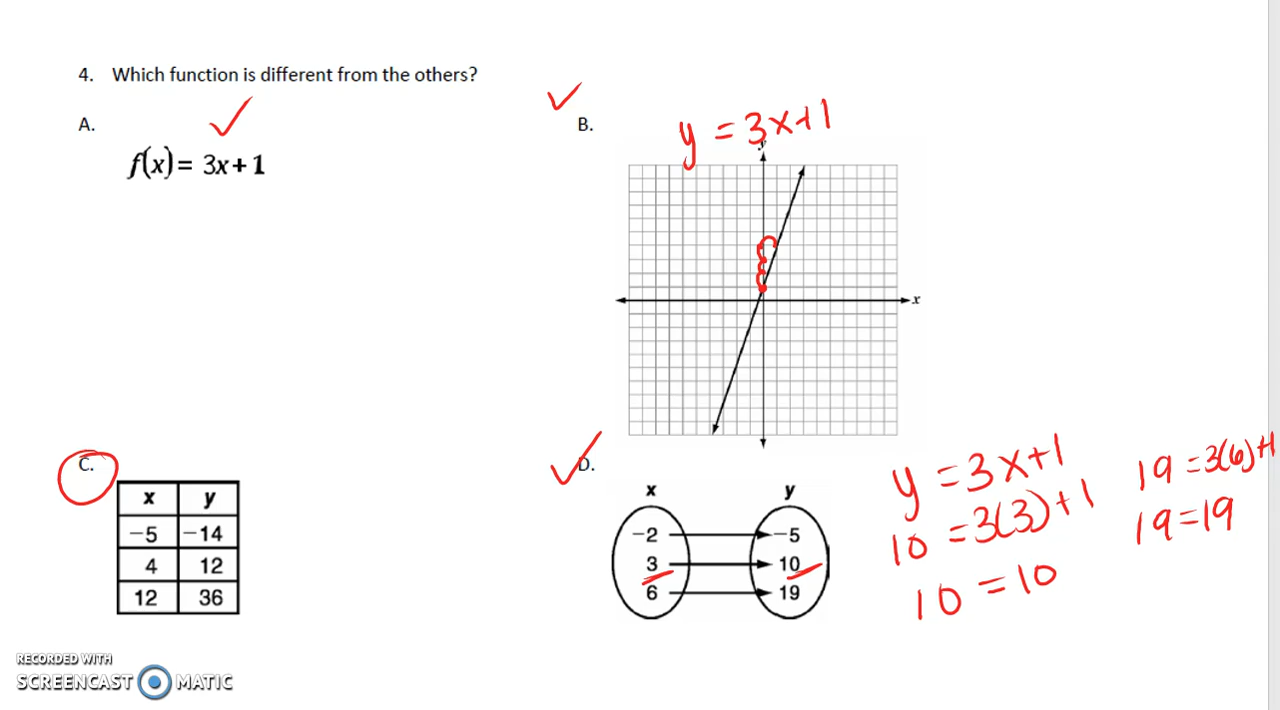 4. Which function is different from the others?
A.
f(x)= 3x+1
B.
y = 3x+1
y
x
C.
x y
−5 −14
4 12
12 36
D.
x y
−2 −5
3 10
6 19
y = 3x+1
10 = 3(3)+1
10 = 10
19 = 3(6)+1
19 = 19
RECORDED WITH
SCREENCAST MATIC